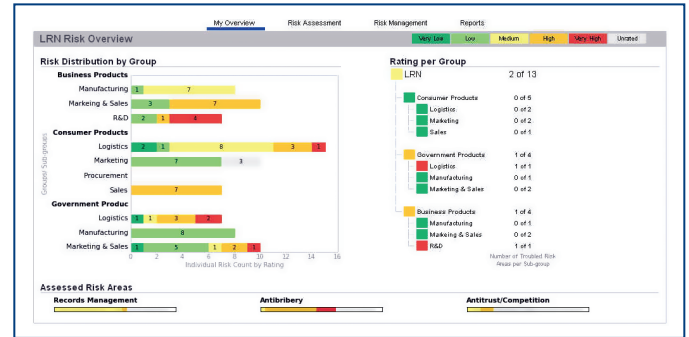 My Overview Risk Assessment Risk Management Reports
LRN Risk Overview
Very Low Low Medium High Very High Unrated
Risk Distribution by Group
Business Products
Manufacturing 1 7
Markeing & Sales 3 7
R&D 2 1 4
Consumer Products
Logistics 2 1 8 3 1
Marketing 7 3
Procurement
Sales 7
Government Produc
Logistics 1 1 3 2
Manufacturing 8
Marketing & Sales 1 5 1 2 1
0 2 4 6 8 10 12 14 16
Individual Risk Count by Rating
Groups/ Sub-groups
Rating per Group
LRN 2 of 13
Consumer Products 0 of 5
Logistics 0 of 2
Marketing 0 of 2
Sales 0 of 1
Government Products 1 of 4
Logistics 1 of 1
Manufacturing 0 of 1
Marketing & Sales 0 of 2
Business Products 1 of 4
Manufacturing 0 of 1
Markeing & Sales 0 of 2
R&D 1 of 1
Number of Troubled Risk
Areas per Sub-group
Assessed Risk Areas
Records Management Antibribery Antitrust/Competition